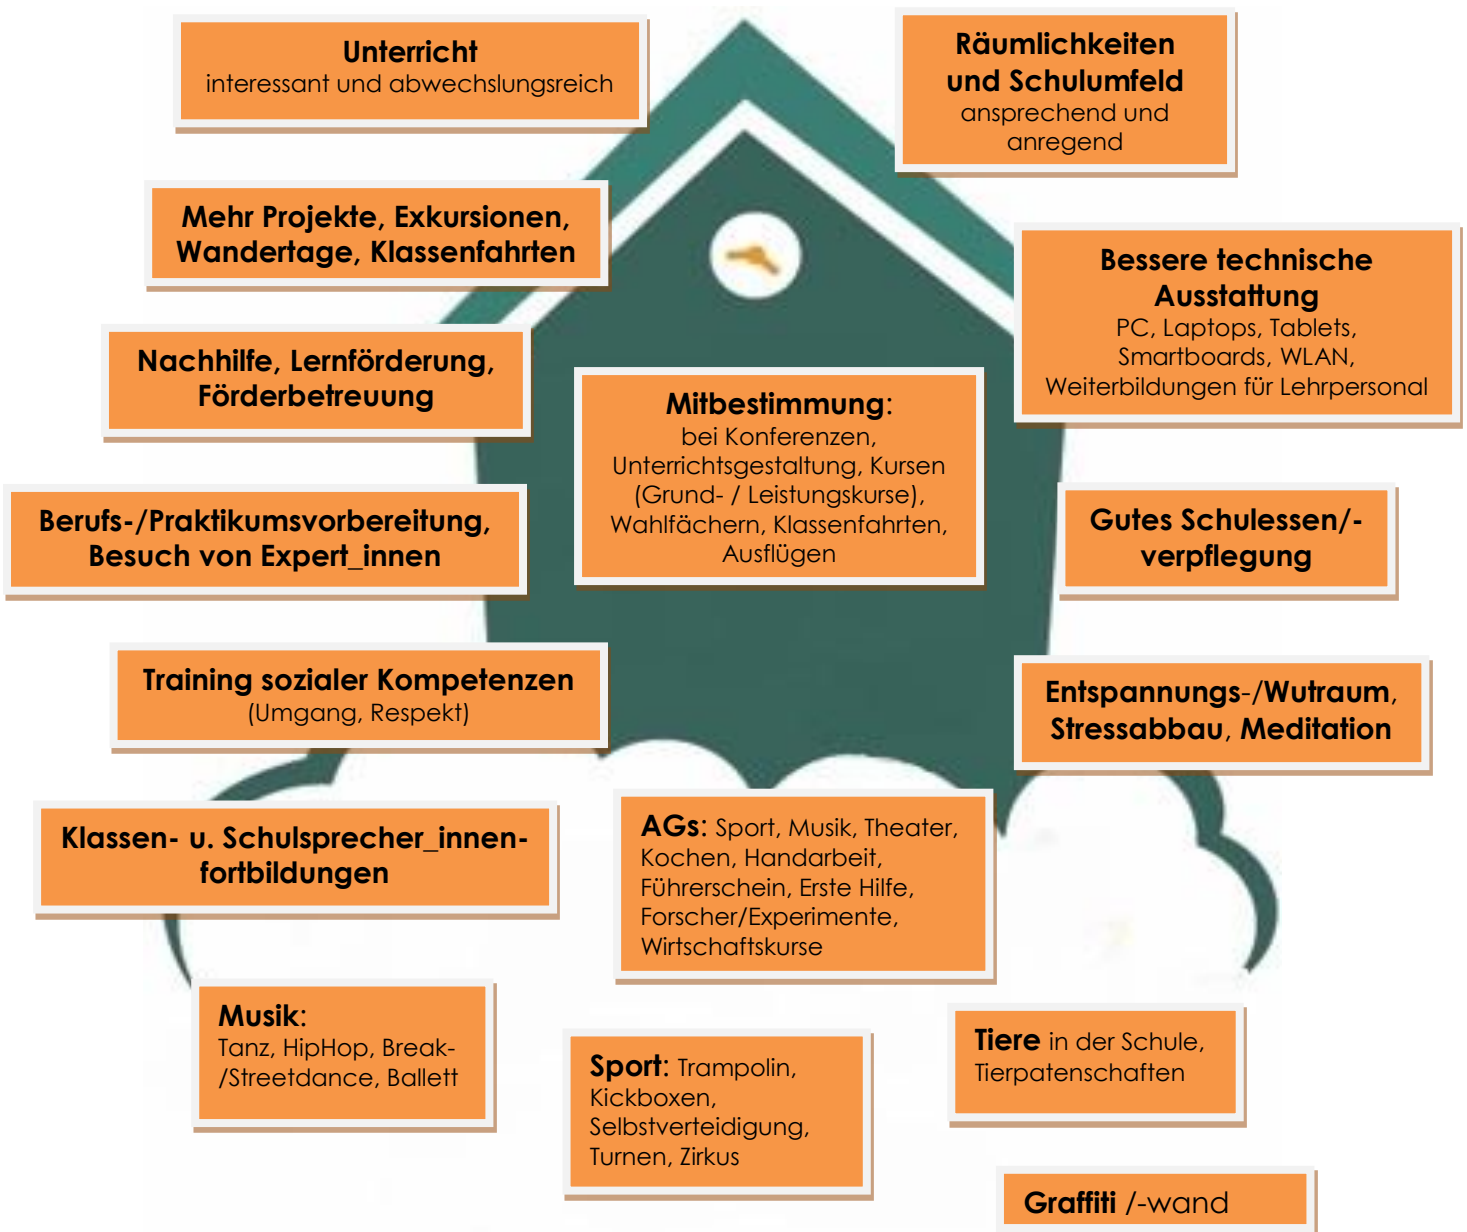 Unterricht
interessant und abwechslungsreich
Räumlichkeiten
und Schulumfeld
ansprechend und
anregend
Mehr Projekte, Exkursionen,
Wandertage, Klassenfahrten
Bessere technische
Ausstattung
PC, Laptops, Tablets,
Smartboards, WLAN,
Weiterbildungen für Lehrpersonal
Nachhilfe, Lernförderung,
Förderbetreuung
Mitbestimmung:
bei Konferenzen,
Unterrichtsgestaltung, Kursen
(Grund- / Leistungskurse),
Wahlfächern, Klassenfahrten,
Ausflügen
Berufs-/Praktikumsvorbereitung,
Besuch von Expert_innen
Gutes Schulessen/-
verpflegung
Training sozialer Kompetenzen
(Umgang, Respekt)
Entspannungs-/Wutraum,
Stressabbau, Meditation
Klassen- u. Schulsprecher_innen-
fortbildungen
AGs: Sport, Musik, Theater,
Kochen, Handarbeit,
Führerschein, Erste Hilfe,
Forscher/Experimente,
Wirtschaftskurse
Musik:
Tanz, HipHop, Break-
/Streetdance, Ballett
Sport: Trampolin,
Kickboxen,
Selbstverteidigung,
Turnen, Zirkus
Tiere in der Schule,
Tierpatenschaften
Graffiti /-wand